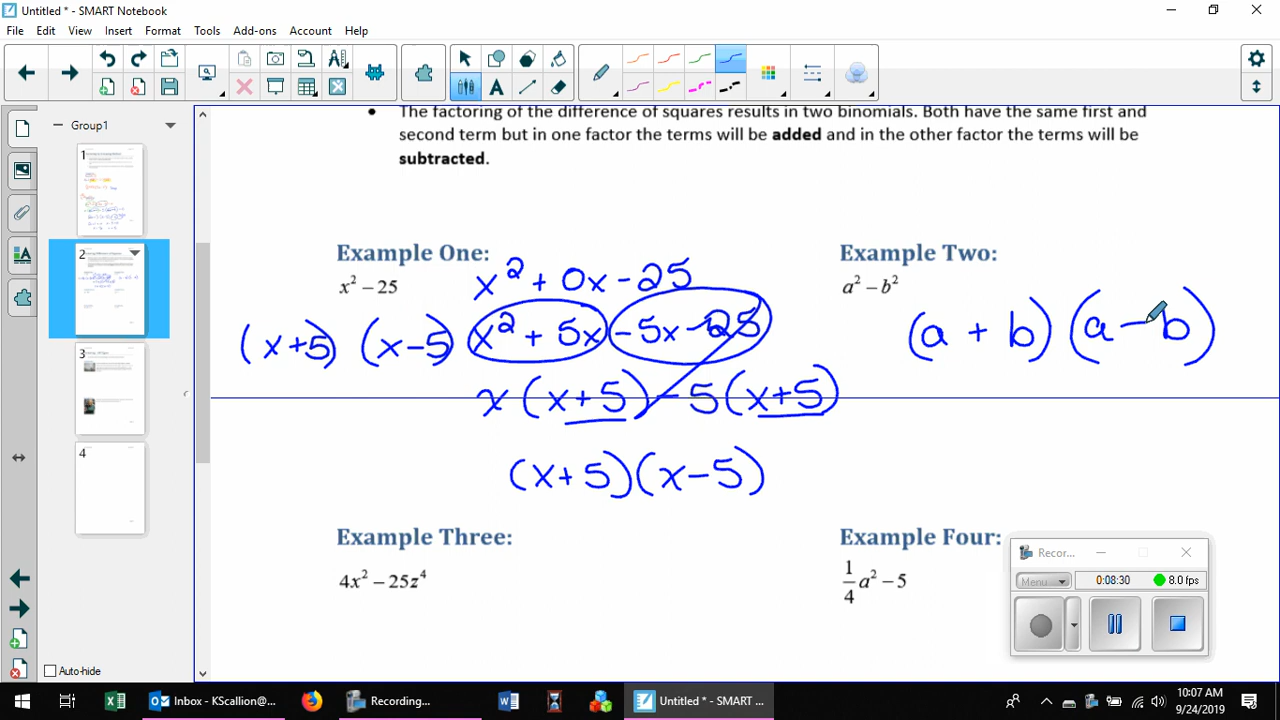 Untitled * - SMART Notebook
File Edit View Insert Format Tools Add-ons Account Help
Group1
1
2
3
4
Auto-hide
• The factoring of the difference of squares results in two binomials. Both have the same first and
second term but in one factor the terms will be added and in the other factor the terms will be
subtracted.
Example One:
x² – 25
x² + 0x - 25
(x+5) (x-5) x² + 5x - 5x - 25
x (x+5) - 5 (x+5)
(x+5)(x-5)
Example Two:
a² – b²
(a + b) (a - b)
Example Three:
4x² – 25z⁴
Example Four:
1/4 a² – 5
Recor...
Menu 0:08:30 8.0 fps
Inbox - KScallion@... Recording... Untitled * - SMART ...
10:07 AM
9/24/2019